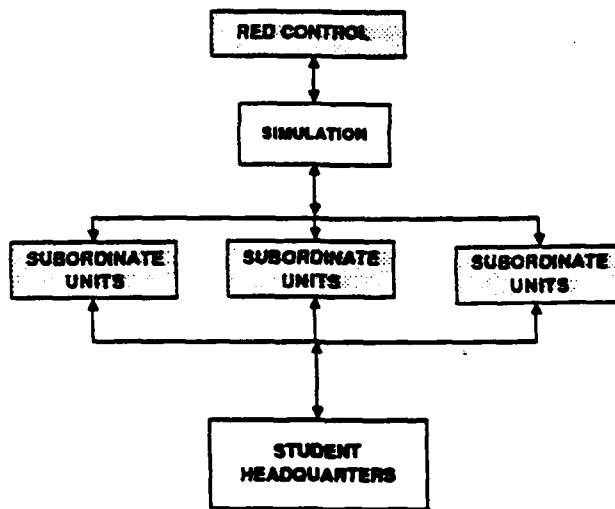 RED CONTROL
SIMULATION
SUBORDINATE
UNITS
SUBORDINATE
UNITS
SUBORDINATE
UNITS
STUDENT
HEADQUARTERS